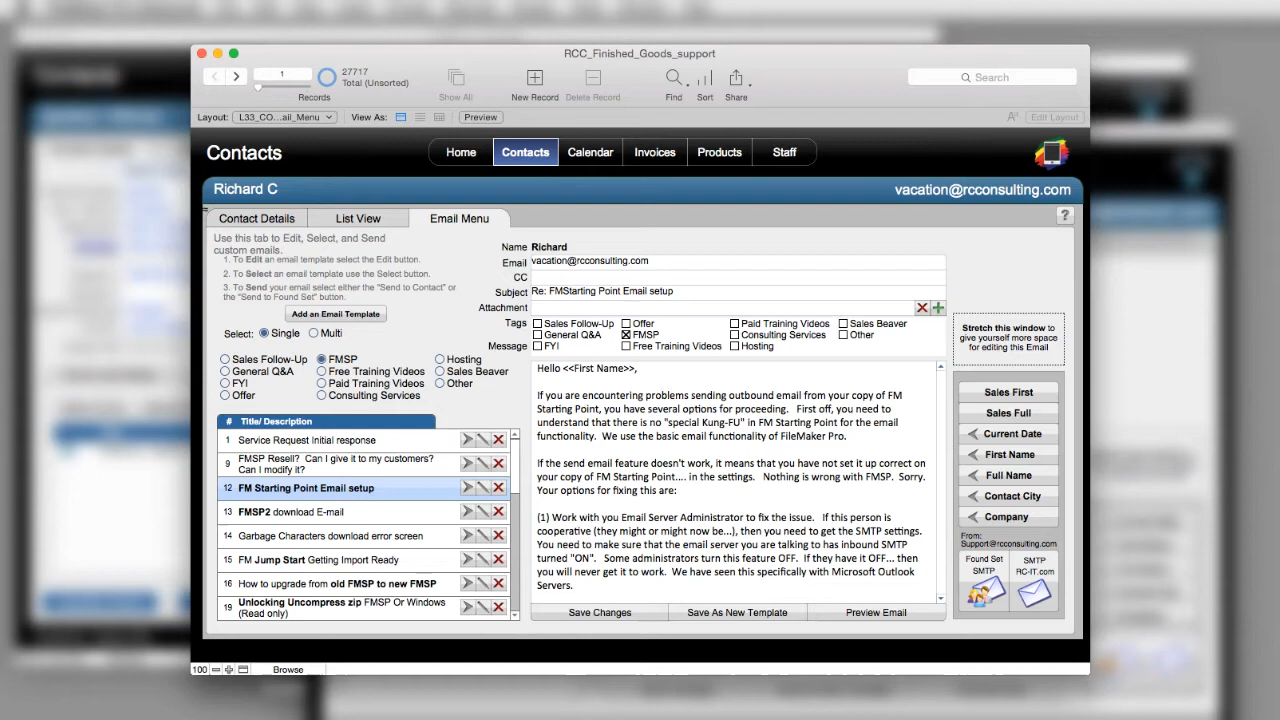 RCC_Finished_Goods_support
1
27717
Total (Unsorted)
Records
Show All
New Record
Delete Record
Find
Sort
Share
Search
Layout: L33_CO...ail_Menu
View As:
Preview
Edit Layout
Contacts
Home
Contacts
Calendar
Invoices
Products
Staff
Richard C
vacation@rcconsulting.com
Contact Details
List View
Email Menu
?
Use this tab to Edit, Select, and Send
custom emails.
1. To Edit an email template select the Edit button.
2. To Select an email template use the Select button.
3. To Send your email select either the "Send to Contact" or
the "Send to Found Set" button.
Add an Email Template
Select: Single Multi
Sales Follow-Up FMSP Hosting
General Q&A Free Training Videos Sales Beaver
FYI Paid Training Videos Other
Offer Consulting Services
# Title/ Description
1 Service Request Initial response
9 FMSP Resell? Can I give it to my customers?
Can I modify it?
12 FM Starting Point Email setup
13 FMSP2 download E-mail
14 Garbage Characters download error screen
15 FM Jump Start Getting Import Ready
16 How to upgrade from old FMSP to new FMSP
19 Unlocking Uncompress zip FMSP Or Windows
(Read only)
Name Richard
Email vacation@rcconsulting.com
CC
Subject Re: FMStarting Point Email setup
Attachment
Tags Sales Follow-Up Offer Paid Training Videos Sales Beaver
General Q&A FMSP Consulting Services Other
Message FYI Free Training Videos Hosting
Hello <<First Name>>,
If you are encountering problems sending outbound email from your copy of FM
Starting Point, you have several options for proceeding. First off, you need to
understand that there is no "special Kung-FU" in FM Starting Point for the email
functionality. We use the basic email functionality of FileMaker Pro.
If the send email feature doesn't work, it means that you have not set it up correct on
your copy of FM Starting Point.... in the settings. Nothing is wrong with FMSP. Sorry.
Your options for fixing this are:
(1) Work with you Email Server Administrator to fix the issue. If this person is
cooperative (they might or might now be...), then you need to get the SMTP settings.
You need to make sure that the email server you are talking to has inbound SMTP
turned "ON". Some administrators turn this feature OFF. If they have it OFF... then
you will never get it to work. We have seen this specifically with Microsoft Outlook
Servers.
Save Changes
Save As New Template
Preview Email
Stretch this window to
give yourself more space
for editing this Email
Sales First
Sales Full
Current Date
First Name
Full Name
Contact City
Company
From:
Support@rcconsulting.com
Found Set
SMTP
SMTP
RC-IT.com
100
Browse